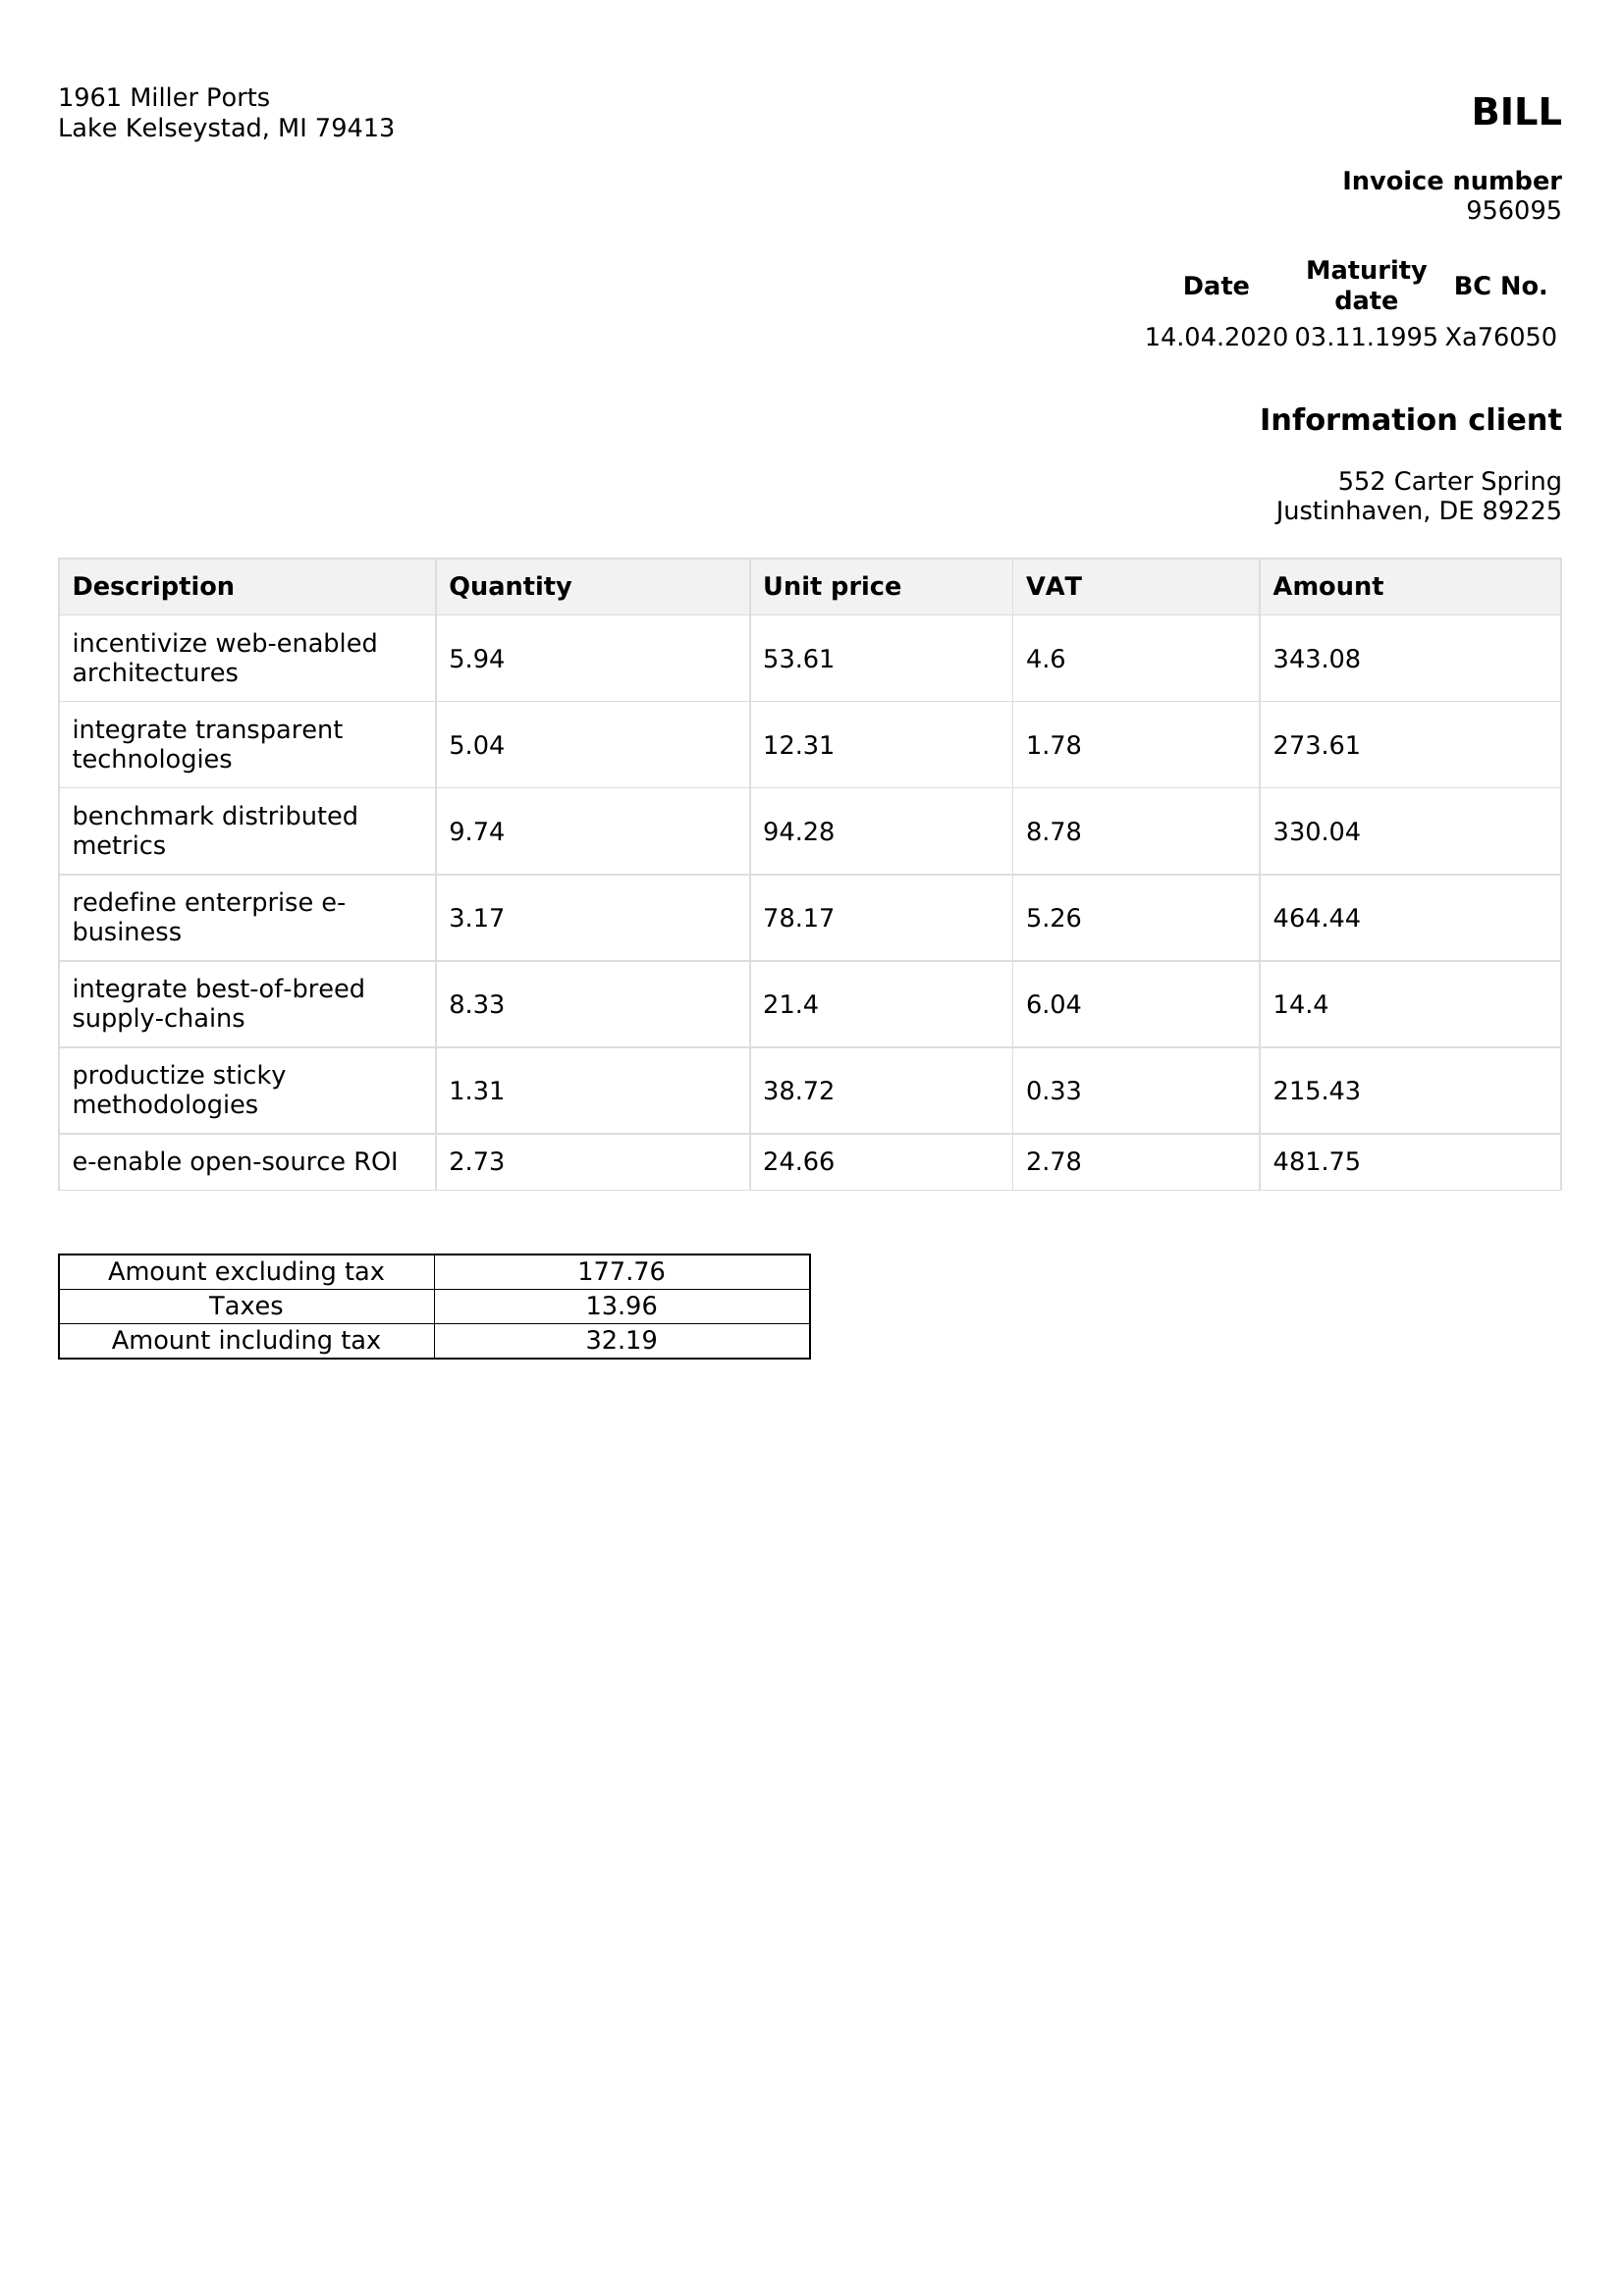 1961 Miller Ports
Lake Kelseystad, MI 79413
BILL
Invoice number
956095
Date Maturity date BC No.
14.04.2020 03.11.1995 Xa76050
Information client
552 Carter Spring
Justinhaven, DE 89225
Description Quantity Unit price VAT Amount
incentivize web-enabled
architectures 5.94 53.61 4.6 343.08
integrate transparent
technologies 5.04 12.31 1.78 273.61
benchmark distributed
metrics 9.74 94.28 8.78 330.04
redefine enterprise e-
business 3.17 78.17 5.26 464.44
integrate best-of-breed
supply-chains 8.33 21.4 6.04 14.4
productize sticky
methodologies 1.31 38.72 0.33 215.43
e-enable open-source ROI 2.73 24.66 2.78 481.75
Amount excluding tax 177.76
Taxes 13.96
Amount including tax 32.19